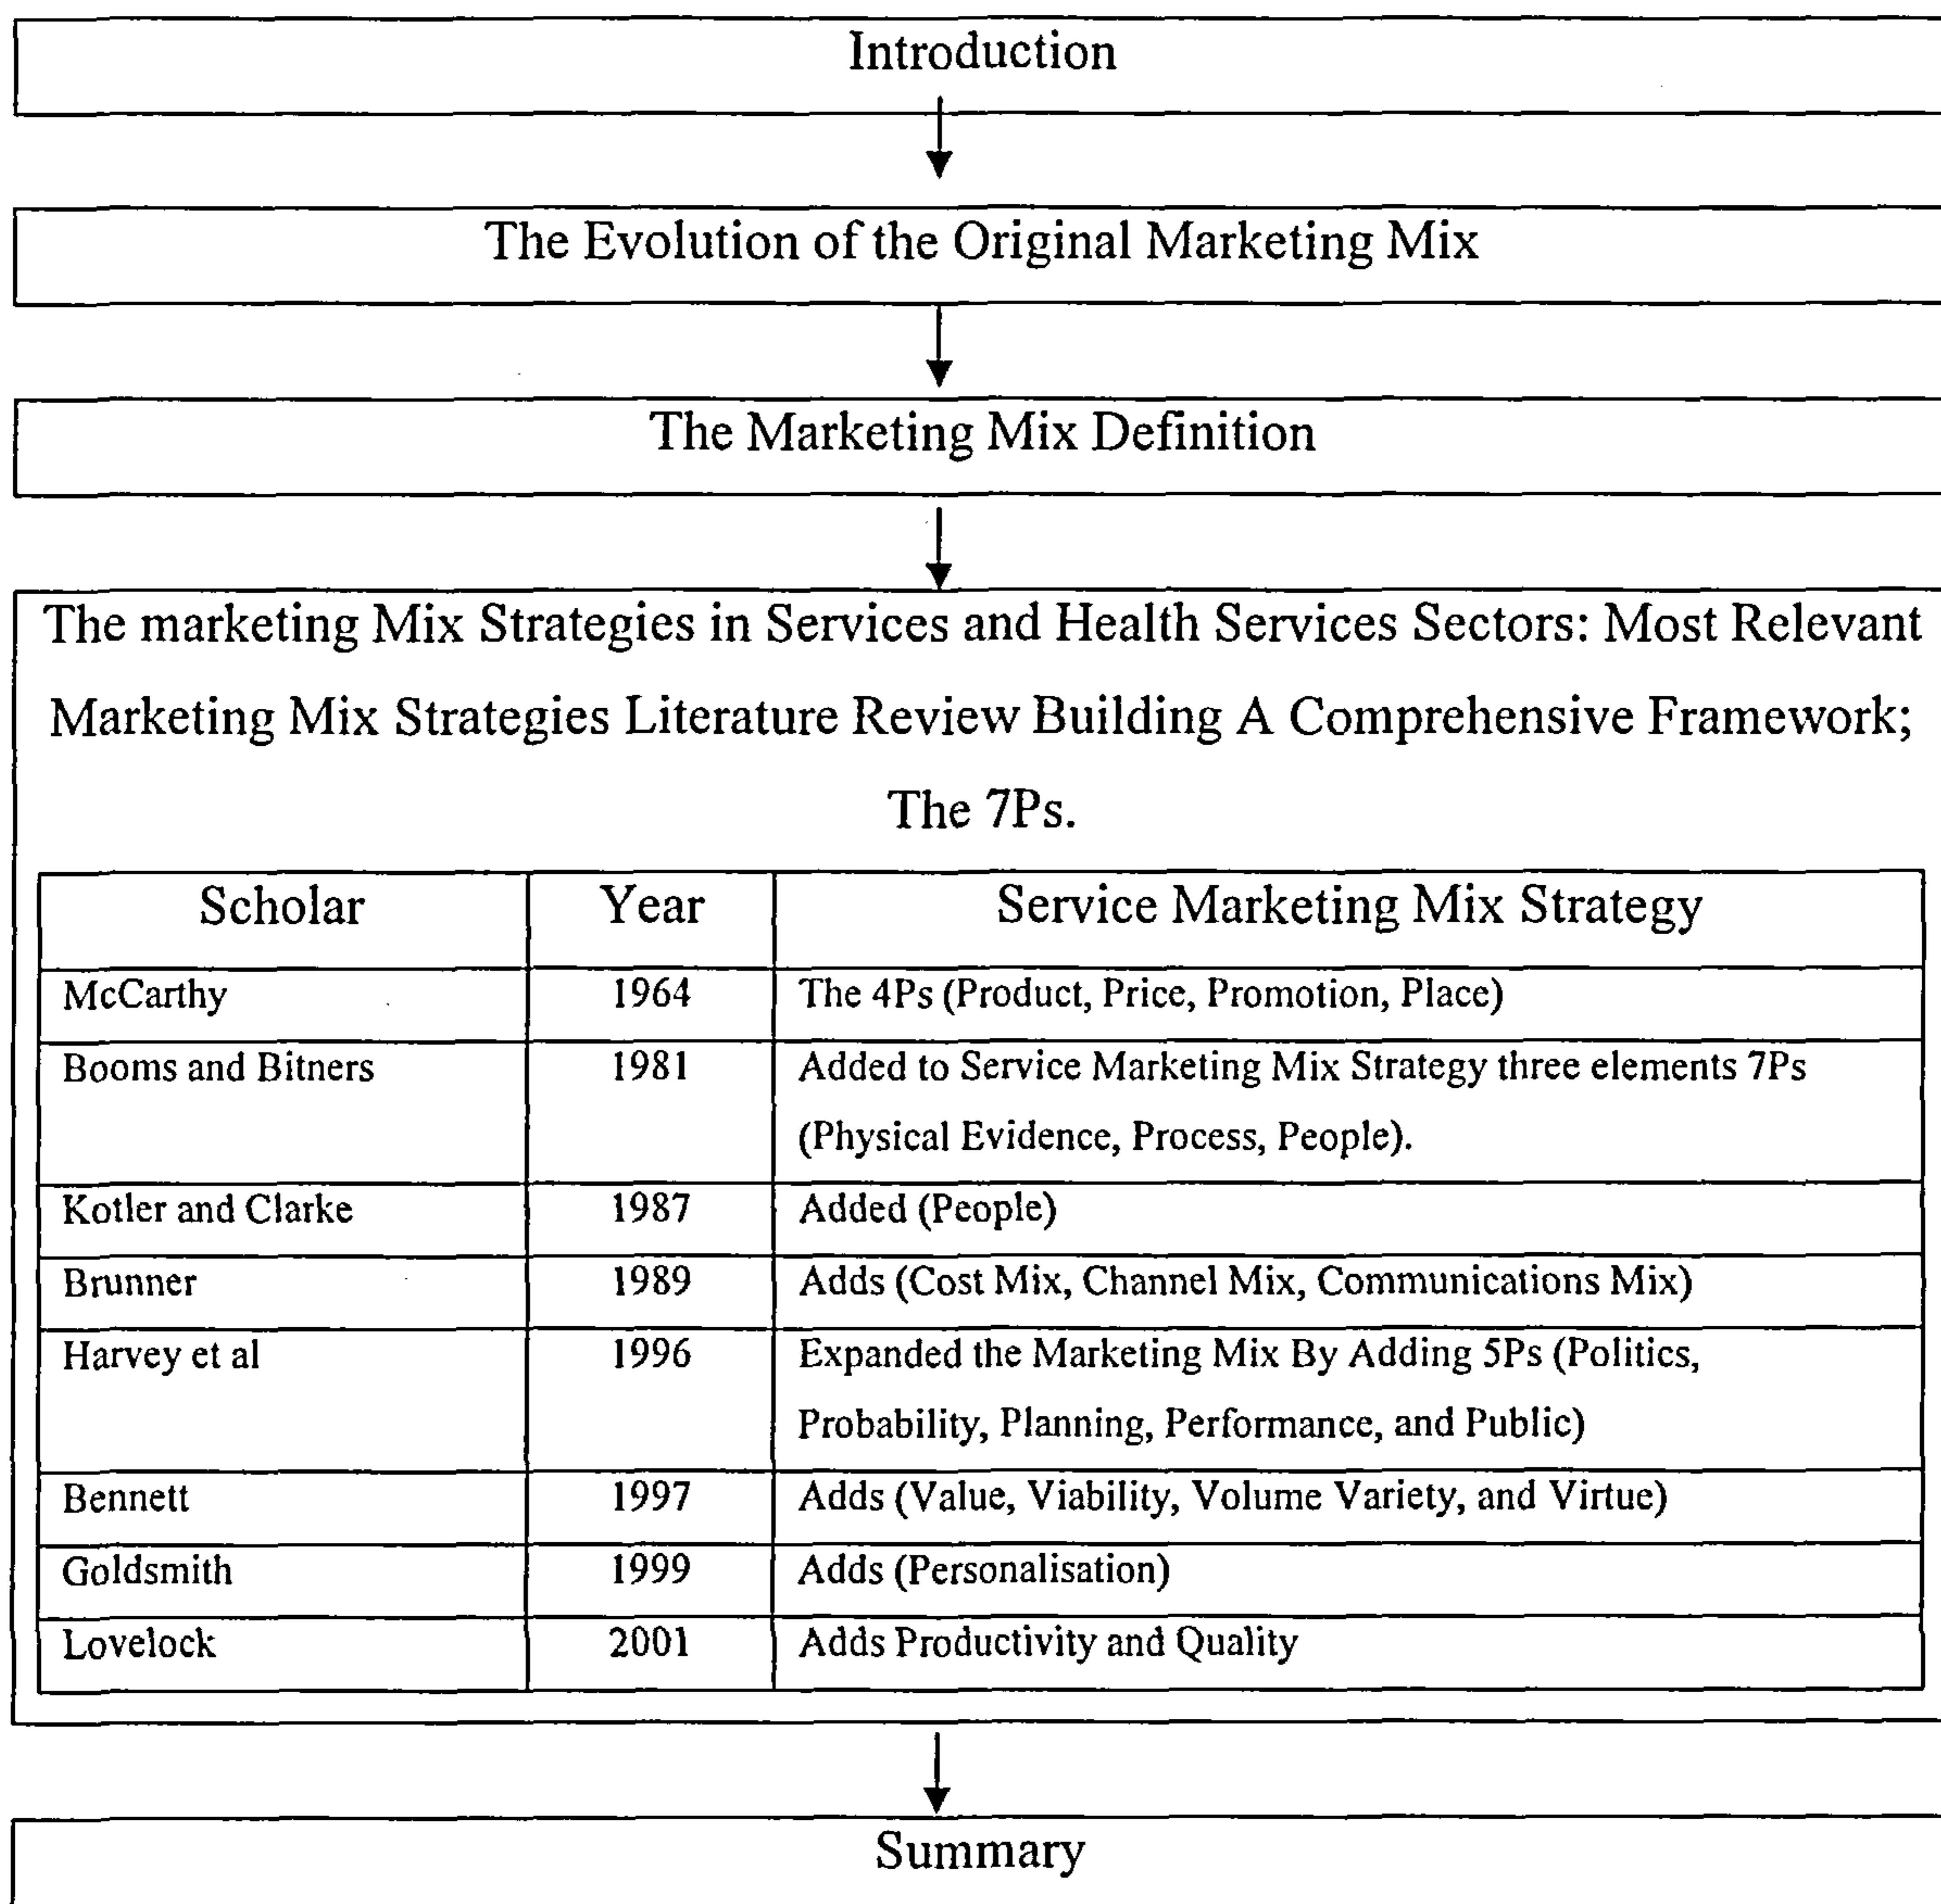 Introduction
The Evolution of the Original Marketing Mix
The Marketing Mix Definition
The marketing Mix Strategies in Services and Health Services Sectors: Most Relevant
Marketing Mix Strategies Literature Review Building A Comprehensive Framework;
The 7Ps.
Scholar Year Service Marketing Mix Strategy
McCarthy 1964 The 4Ps (Product, Price, Promotion, Place)
Booms and Bitners 1981 Added to Service Marketing Mix Strategy three elements 7Ps
(Physical Evidence, Process, People).
Kotler and Clarke 1987 Added (People)
Brunner 1989 Adds (Cost Mix, Channel Mix, Communications Mix)
Harvey et al 1996 Expanded the Marketing Mix By Adding 5Ps (Politics,
Probability, Planning, Performance, and Public)
Bennett 1997 Adds (Value, Viability, Volume Variety, and Virtue)
Goldsmith 1999 Adds (Personalisation)
Lovelock 2001 Adds Productivity and Quality
Summary